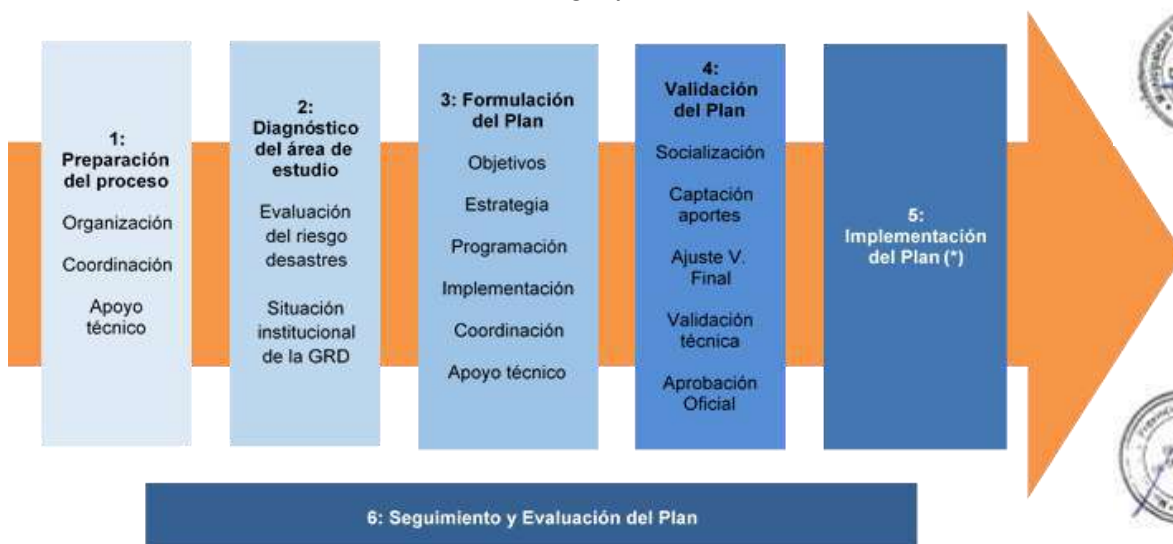 1:
Preparación
del proceso
Organización
Coordinación
Apoyo
técnico
2:
Diagnóstico
del área de
estudio
Evaluación
del riesgo
desastres
Situación
institucional
de la GRD
3: Formulación
del Plan
Objetivos
Estrategia
Programación
Implementación
Coordinación
Apoyo técnico
4:
Validación
del Plan
Socialización
Captación
aportes
Ajuste V.
Final
Validación
técnica
Aprobación
Oficial
5:
Implementación
del Plan (*)
6: Seguimiento y Evaluación del Plan